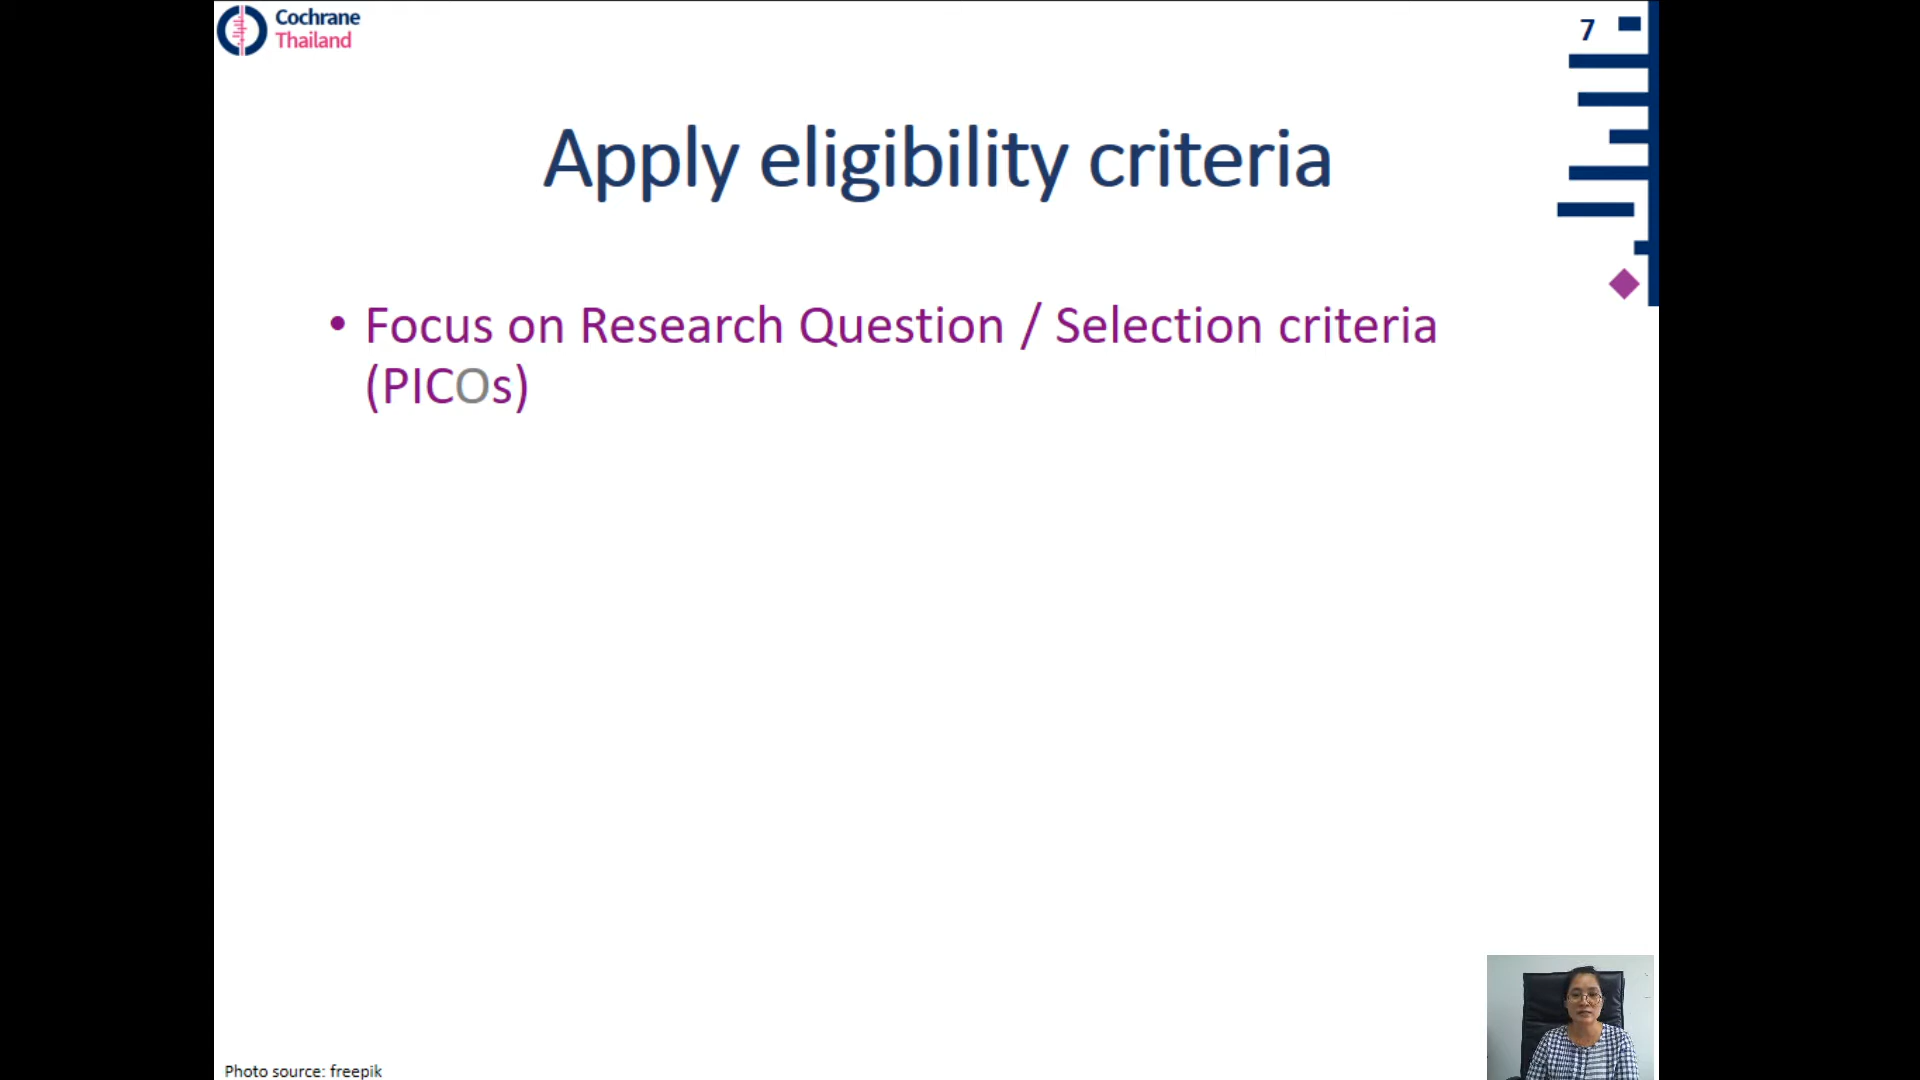 Cochrane
Thailand
7
Apply eligibility criteria
• Focus on Research Question / Selection criteria
(PICOs)
Photo source: freepik